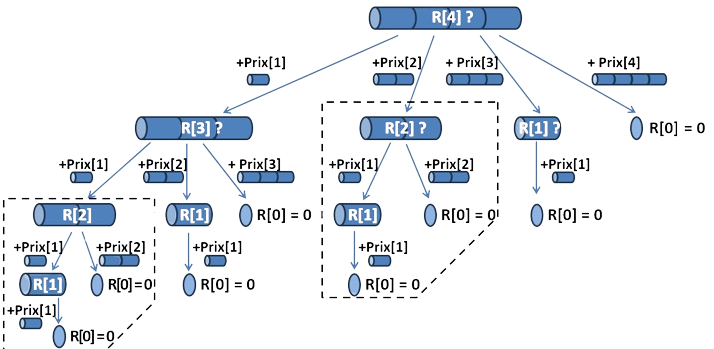 R[4] ?
+Prix[1] +Prix[2] + Prix[3] + Prix[4]
R[3] ? R[2] ? R[1] ? R[0] = 0
+Prix[1] +Prix[2] + Prix[3] +Prix[1] +Prix[2] +Prix[1]
R[2] R[1] R[0] = 0 R[1] R[0] = 0 R[0] = 0
+Prix[1] +Prix[2] +Prix[1] +Prix[1]
R[1] R[0]=0 R[0] = 0 R[0] = 0
+Prix[1]
R[0]=0